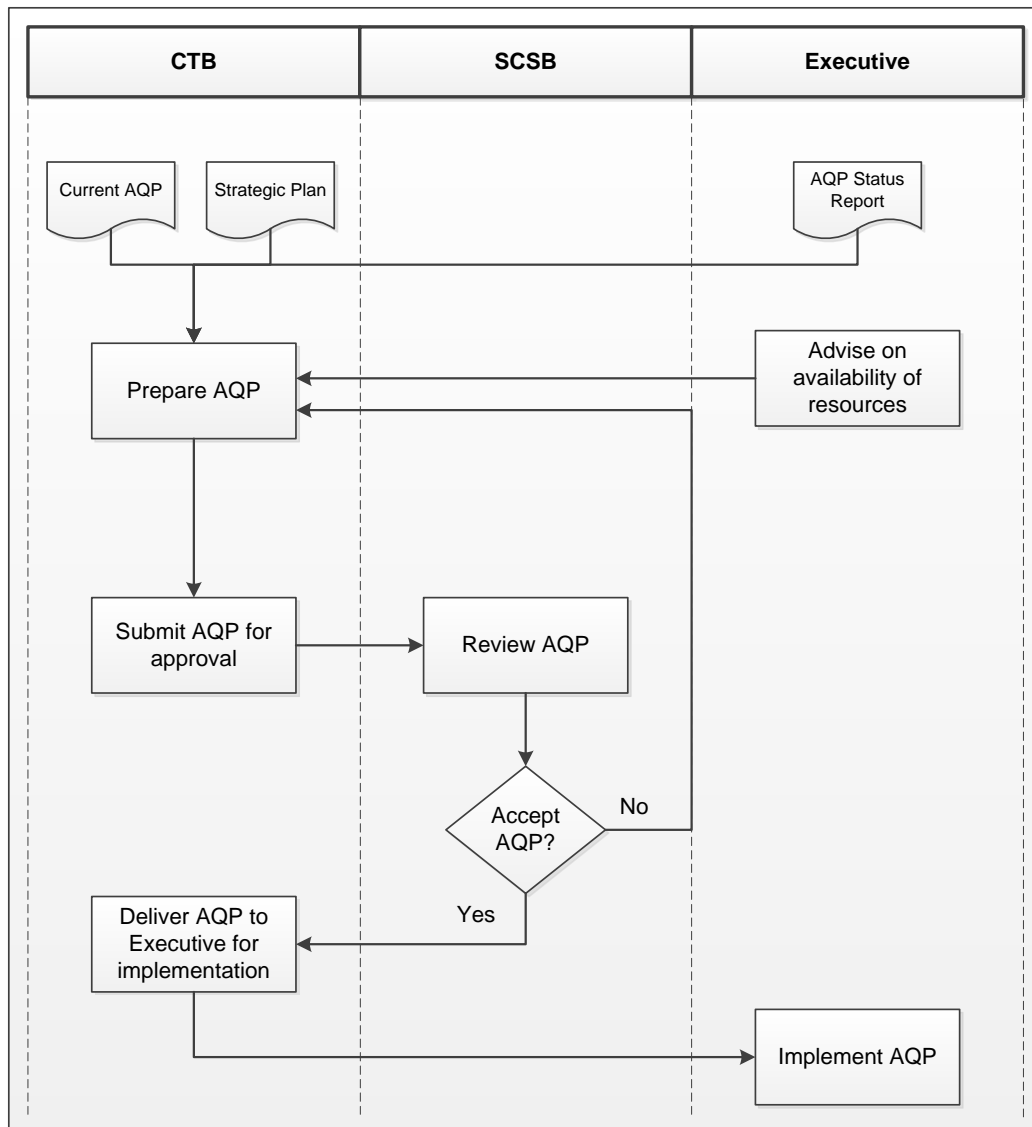 CTB
SCSB
Executive
Current AQP
Strategic Plan
AQP Status
Report
Prepare AQP
Advise on
availability of
resources
Submit AQP for
approval
Review AQP
Accept
AQP?
No
Yes
Deliver AQP to
Executive for
implementation
Implement AQP